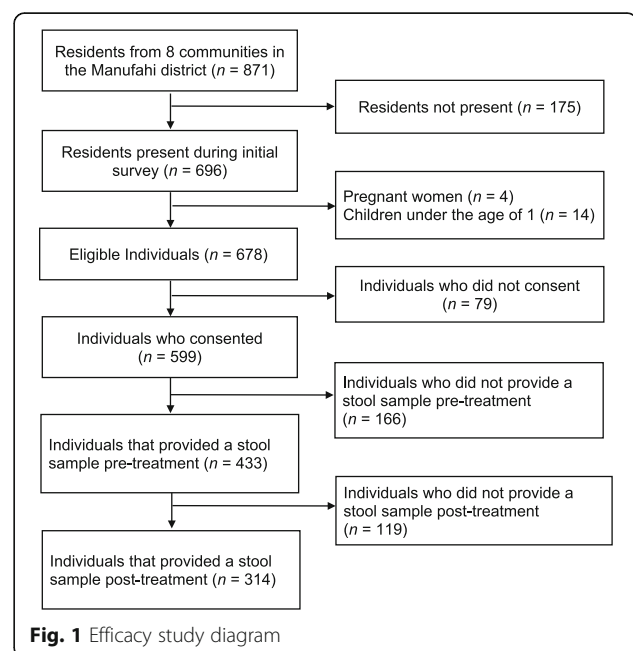 Residents from 8 communities in
the Manufahi district (n = 871)
Residents not present (n = 175)
Residents present during initial
survey (n = 696)
Pregnant women (n = 4)
Children under the age of 1 (n = 14)
Eligible Individuals (n = 678)
Individuals who did not consent
(n = 79)
Individuals who consented
(n = 599)
Individuals who did not provide a
stool sample pre-treatment
(n = 166)
Individuals that provided a stool
sample pre-treatment (n = 433)
Individuals who did not provide a
stool sample post-treatment
(n = 119)
Individuals that provided a stool
sample post-treatment (n = 314)
Fig. 1 Efficacy study diagram